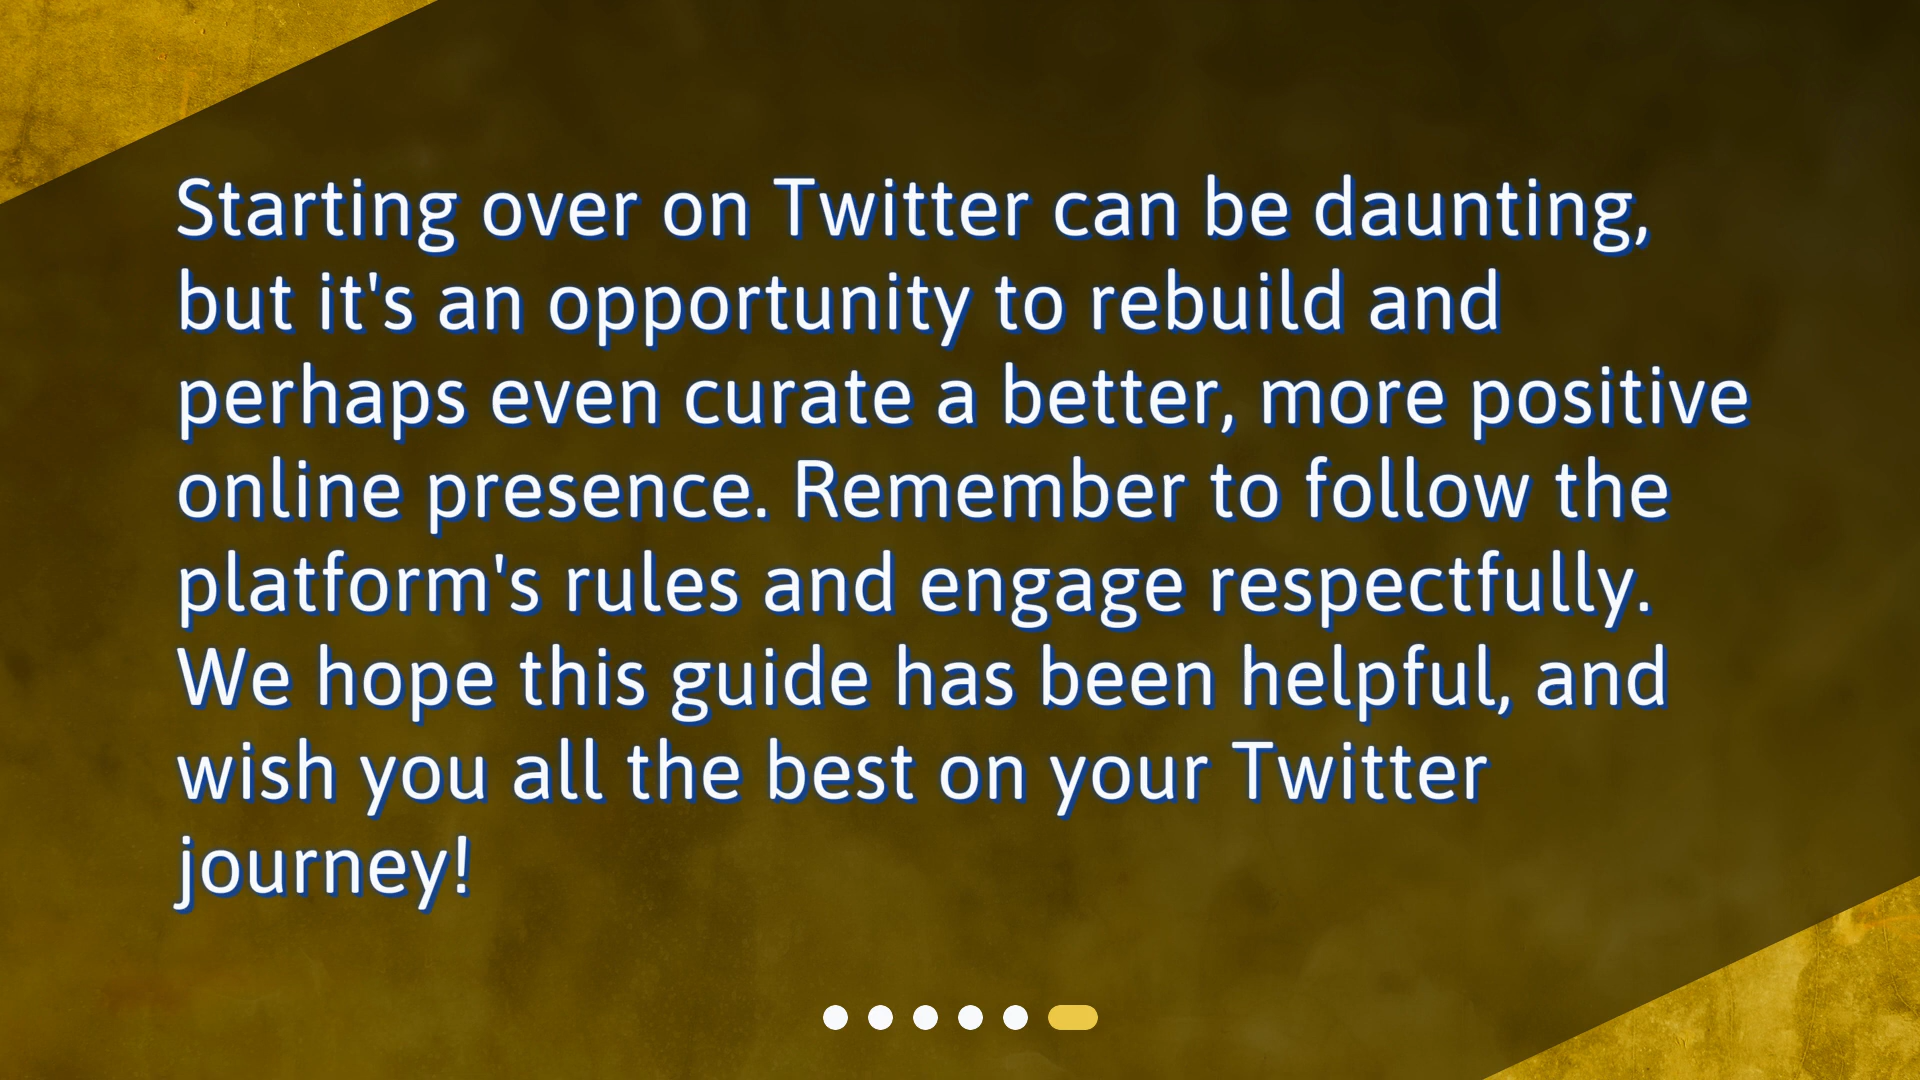 Starting over on Twitter can be daunting,
but it's an opportunity to rebuild and
perhaps even curate a better, more positive
online presence. Remember to follow the
platform's rules and engage respectfully.
We hope this guide has been helpful, and
wish you all the best on your Twitter
journey!